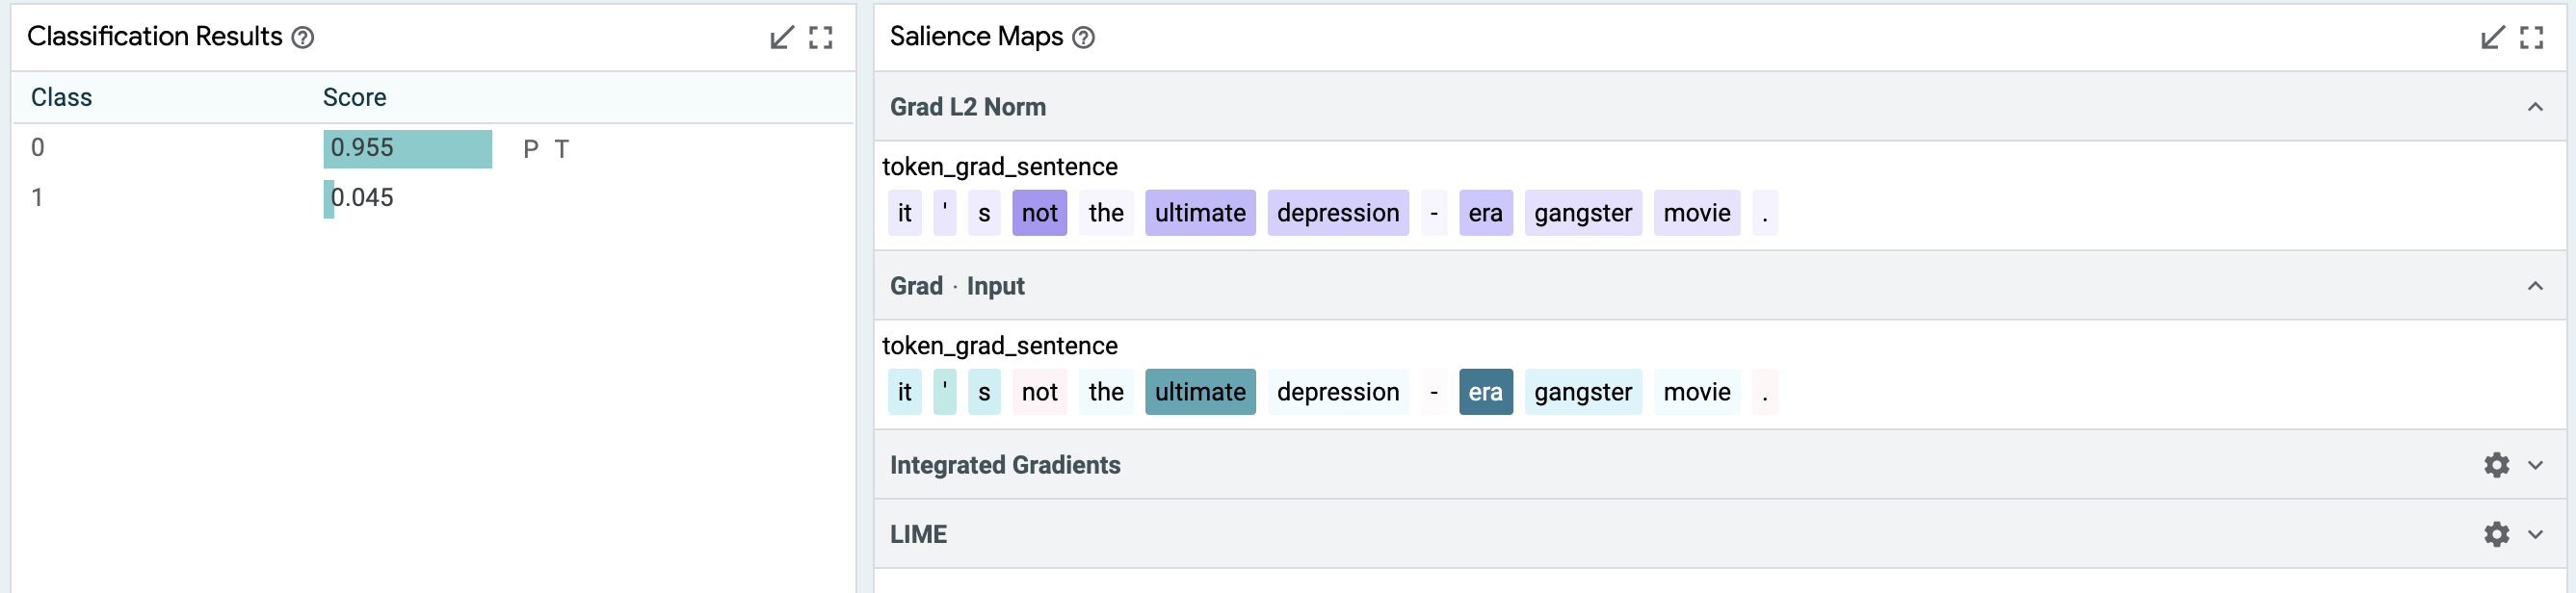 Classification Results
Class Score
0 0.955 P T
1 0.045
Salience Maps
Grad L2 Norm
token_grad_sentence
it ' s not the ultimate depression - era gangster movie .
Grad · Input
token_grad_sentence
it ' s not the ultimate depression - era gangster movie .
Integrated Gradients
LIME